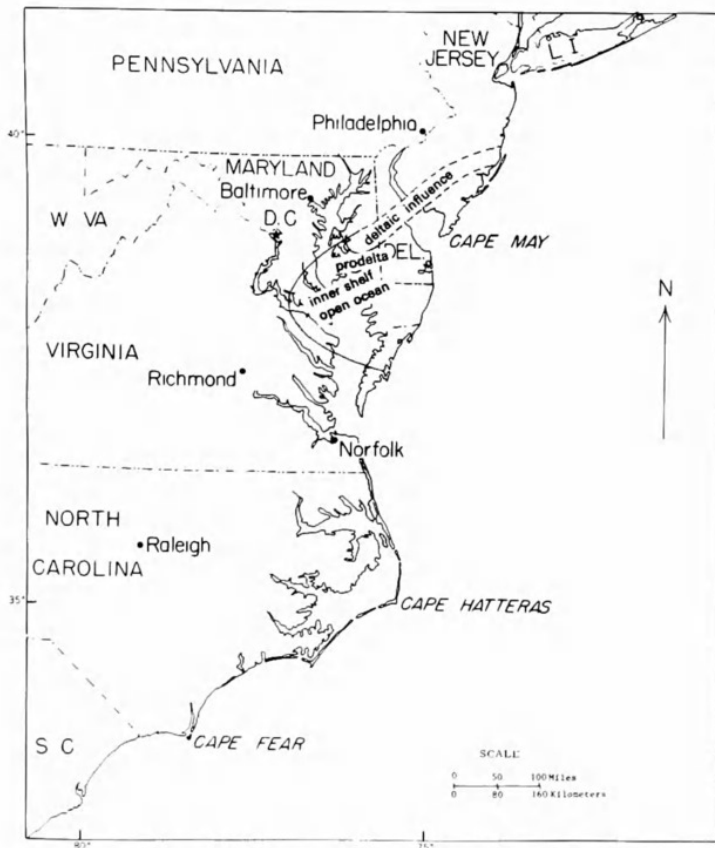 NEW
JERSEY
L I
PENNSYLVANIA
Philadelphia
40°
MARYLAND
Baltimore
D.C
W VA
deltaic influence
CAPE MAY
DEL.
prodelta
inner shelf
open ocean
N
VIRGINIA
Richmond
Norfolk
NORTH
CAROLINA
Raleigh
35°
CAPE HATTERAS
S C
CAPE FEAR
SCALE
0 50 100 Miles
0 80 160 Kilometers
80°
75°